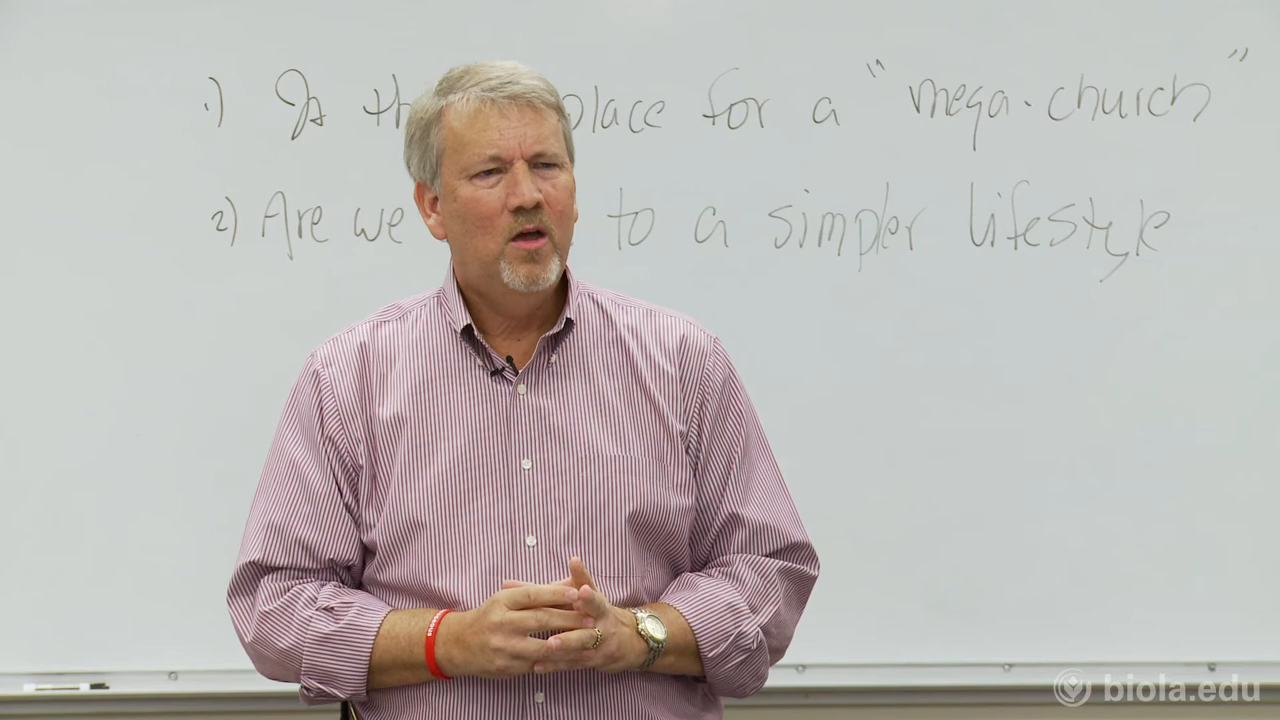 1) Is th place for a "mega-church"
2) Are we to a simpler lifestyle
biola.edu